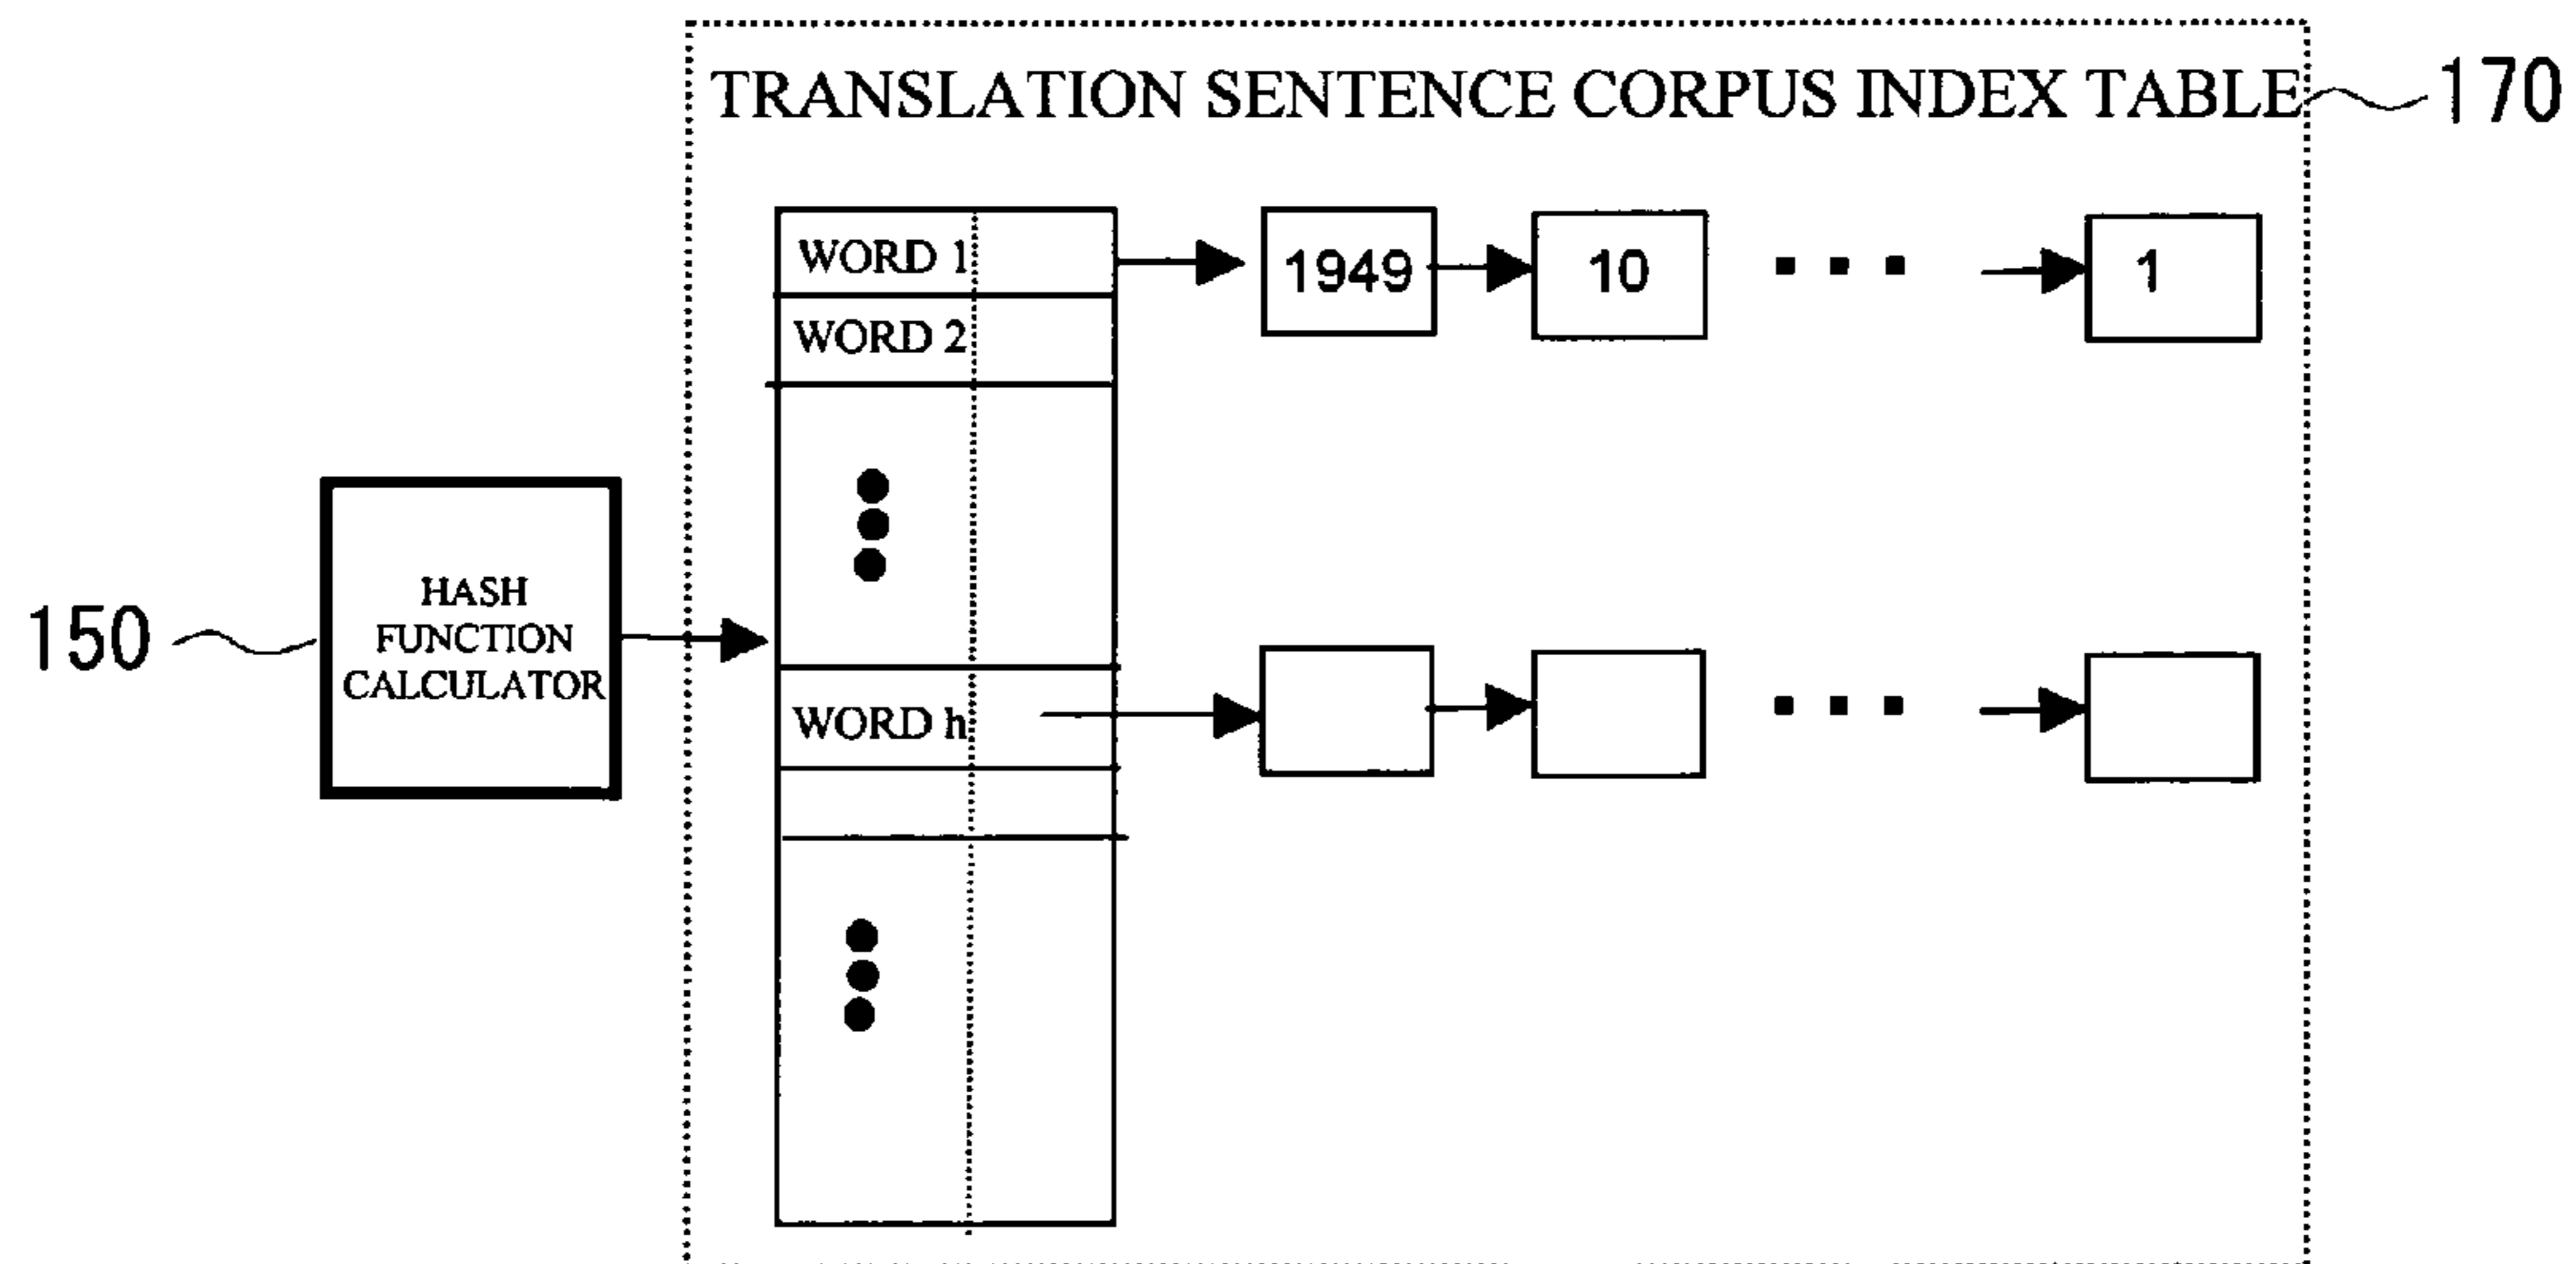 TRANSLATION SENTENCE CORPUS INDEX TABLE
170
WORD 1
1949
10
1
WORD 2
150
HASH
FUNCTION
CALCULATOR
WORD h